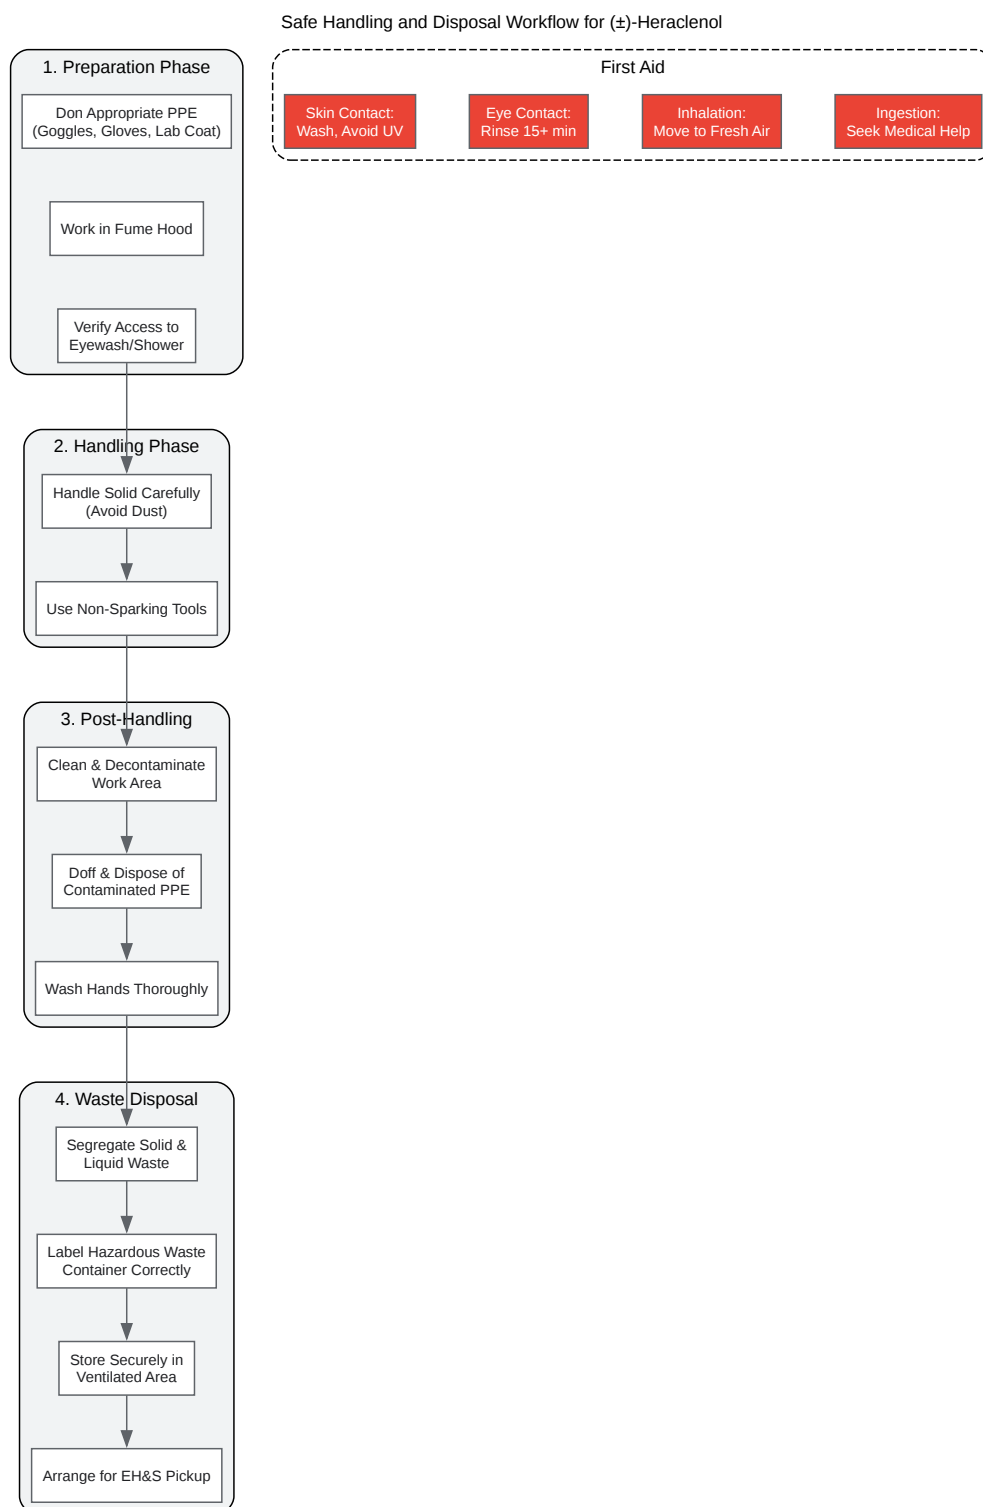 Safe Handling and Disposal Workflow for (±)-Heraclenol
1. Preparation Phase
Don Appropriate PPE
(Goggles, Gloves, Lab Coat)
Work in Fume Hood
Verify Access to
Eyewash/Shower
2. Handling Phase
Handle Solid Carefully
(Avoid Dust)
Use Non-Sparking Tools
3. Post-Handling
Clean & Decontaminate
Work Area
Doff & Dispose of
Contaminated PPE
Wash Hands Thoroughly
4. Waste Disposal
Segregate Solid &
Liquid Waste
Label Hazardous Waste
Container Correctly
Store Securely in
Ventilated Area
Arrange for EH&S Pickup
First Aid
Skin Contact:
Wash, Avoid UV
Eye Contact:
Rinse 15+ min
Inhalation:
Move to Fresh Air
Ingestion:
Seek Medical Help